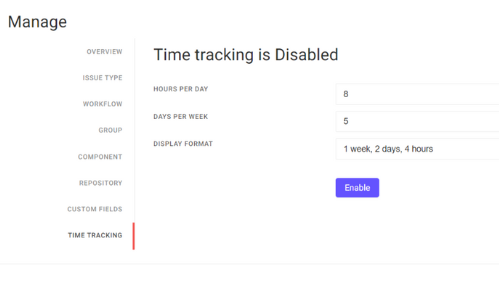 Manage
OVERVIEW
ISSUE TYPE
WORKFLOW
GROUP
COMPONENT
REPOSITORY
CUSTOM FIELDS
TIME TRACKING
Time tracking is Disabled
HOURS PER DAY
8
DAYS PER WEEK
5
DISPLAY FORMAT
1 week, 2 days, 4 hours
Enable